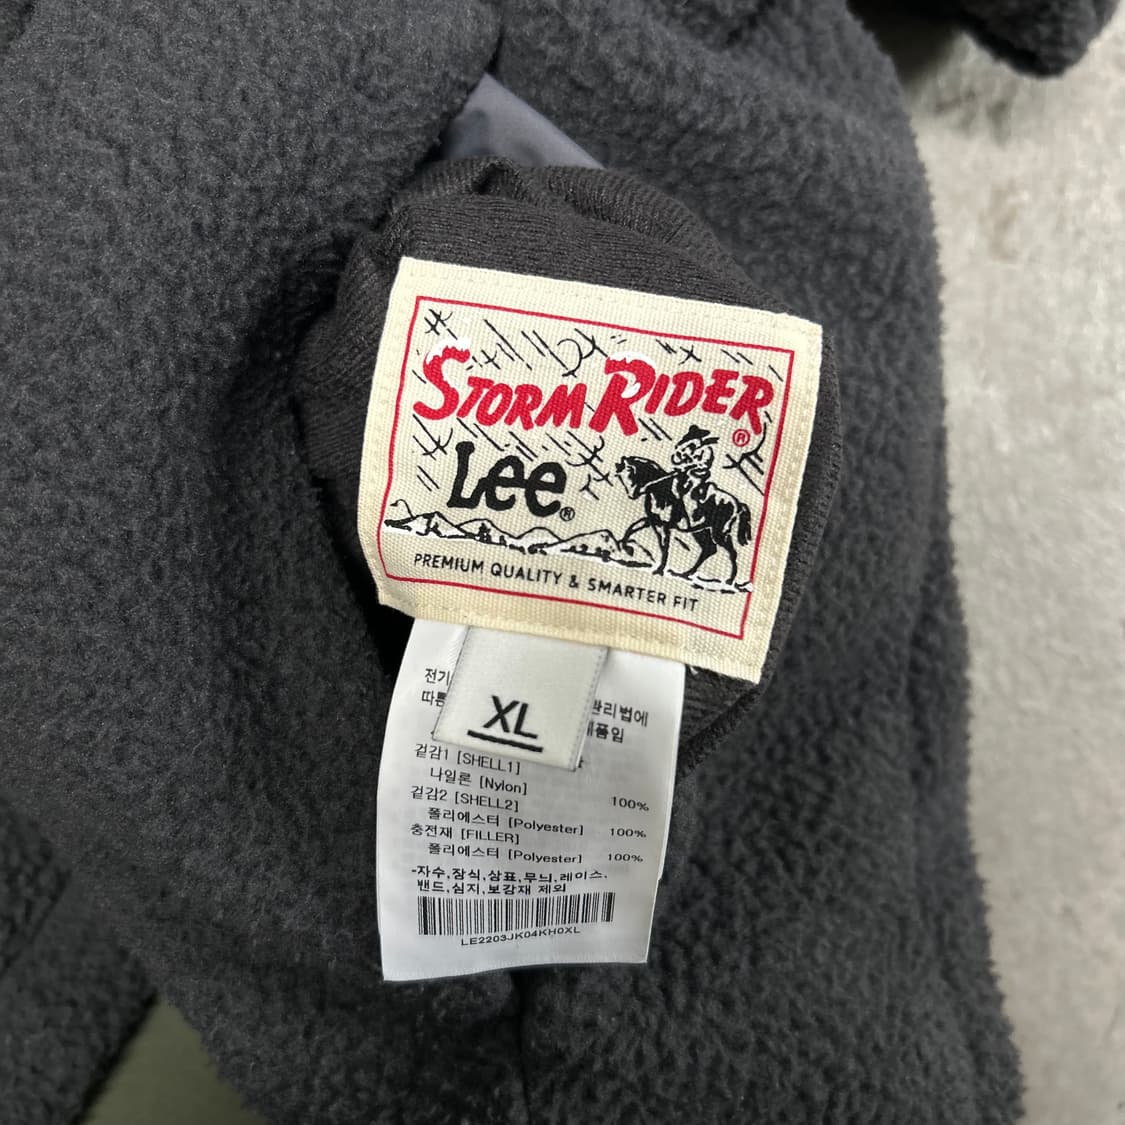 STORM RIDER®
Lee®
PREMIUM QUALITY & SMARTER FIT
XL
전기
관리법에
따른
제품임
겉감1 [SHELL1]
나일론 [Nylon] 100%
겉감2 [SHELL2]
폴리에스터 [Polyester] 100%
충전재 [FILLER]
폴리에스터 [Polyester] 100%
-자수,장식,상표,무늬,레이스,
밴드,심지,보강재 제외
LE2203JK04KH0XL